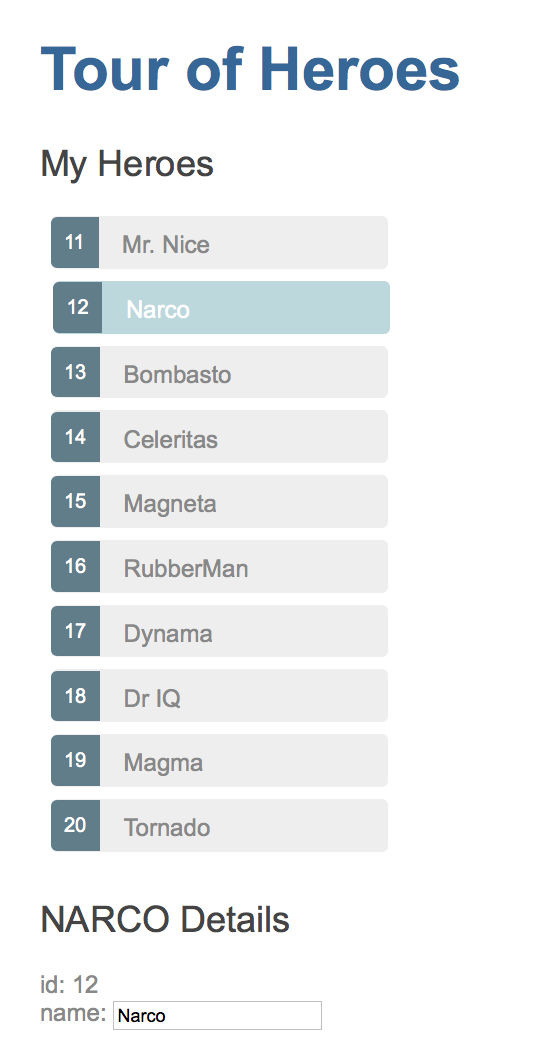 Tour of Heroes
My Heroes
11 Mr. Nice
12 Narco
13 Bombasto
14 Celeritas
15 Magneta
16 RubberMan
17 Dynama
18 Dr IQ
19 Magma
20 Tornado
NARCO Details
id: 12
name: Narco